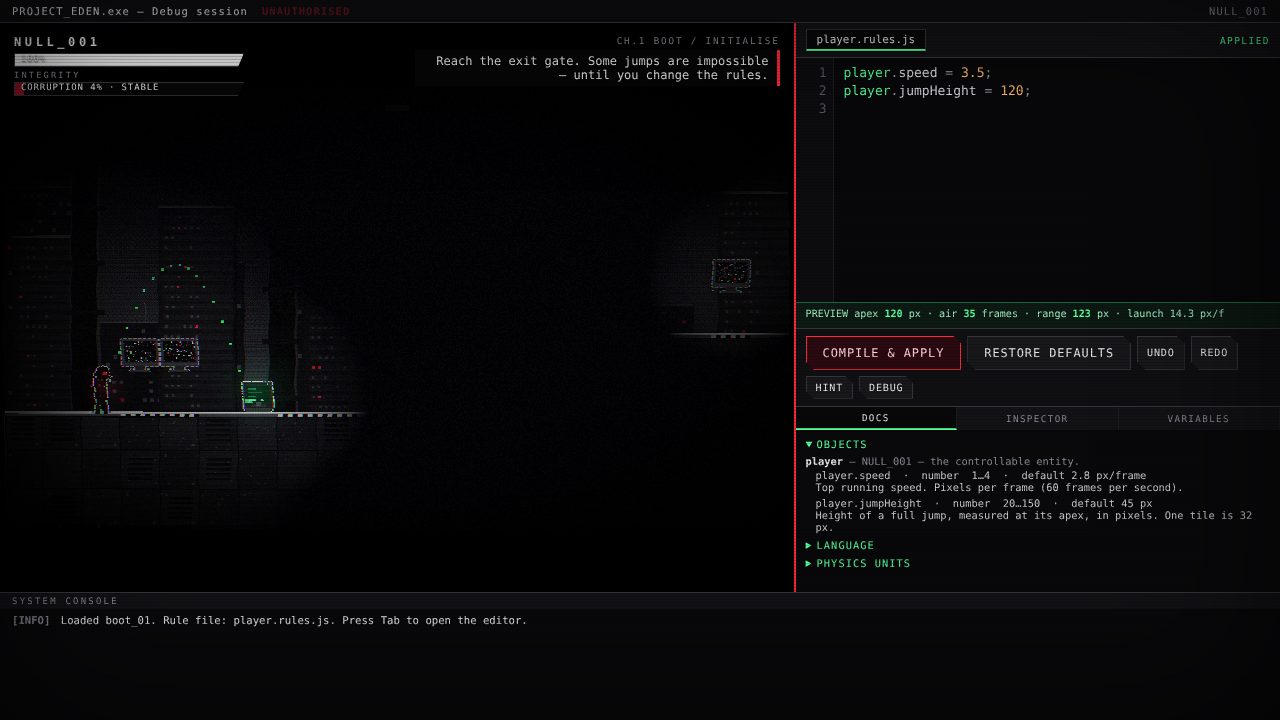 PROJECT_EDEN.exe — Debug session UNAUTHORISED
NULL_001
NULL_001
100%
INTEGRITY
CORRUPTION 4% · STABLE
CH.1 BOOT / INITIALISE
Reach the exit gate. Some jumps are impossible
— until you change the rules.
player.rules.js
APPLIED
1 player.speed = 3.5;
2 player.jumpHeight = 120;
3
PREVIEW apex 120 px · air 35 frames · range 123 px · launch 14.3 px/f
COMPILE & APPLY
RESTORE DEFAULTS
UNDO
REDO
HINT
DEBUG
DOCS
INSPECTOR
VARIABLES
▼ OBJECTS
player — NULL_001 — the controllable entity.
player.speed · number 1…4 · default 2.8 px/frame
Top running speed. Pixels per frame (60 frames per second).
player.jumpHeight · number 20…150 · default 45 px
Height of a full jump, measured at its apex, in pixels. One tile is 32
px.
▶ LANGUAGE
▶ PHYSICS UNITS
SYSTEM CONSOLE
[INFO] Loaded boot_01. Rule file: player.rules.js. Press Tab to open the editor.